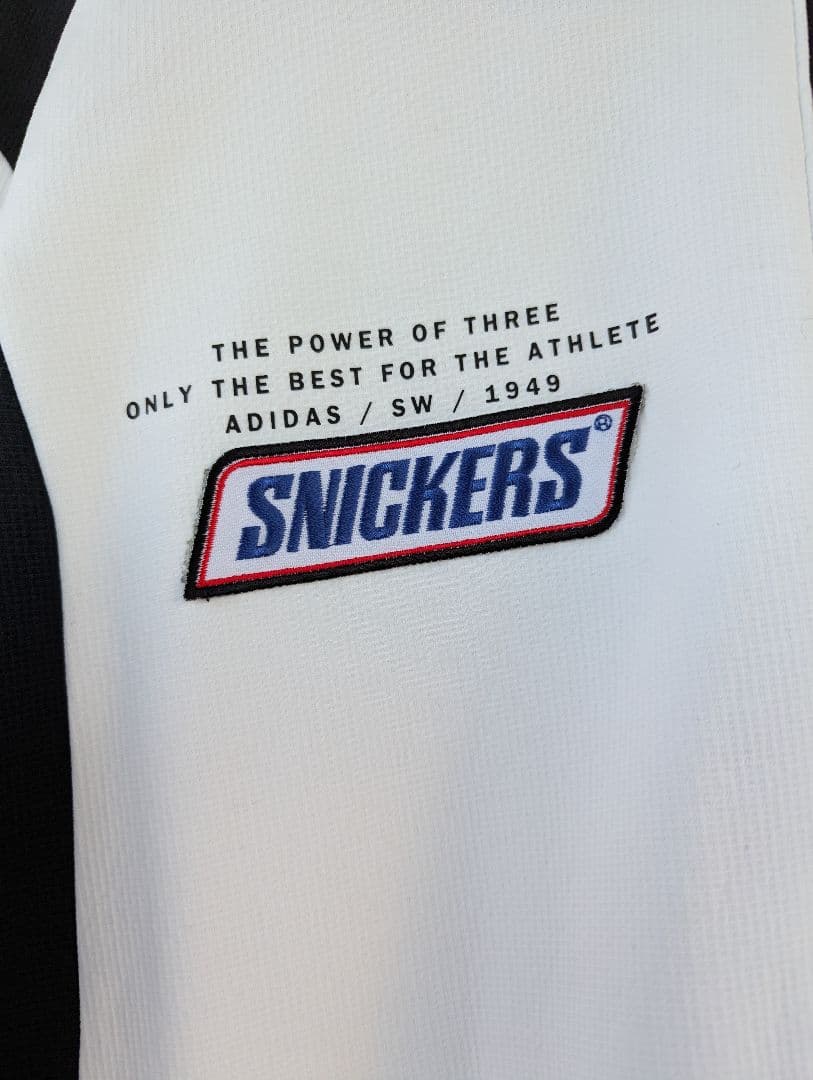 THE POWER OF THREE
ONLY THE BEST FOR THE ATHLETE
ADIDAS / SW / 1949
SNICKERS®